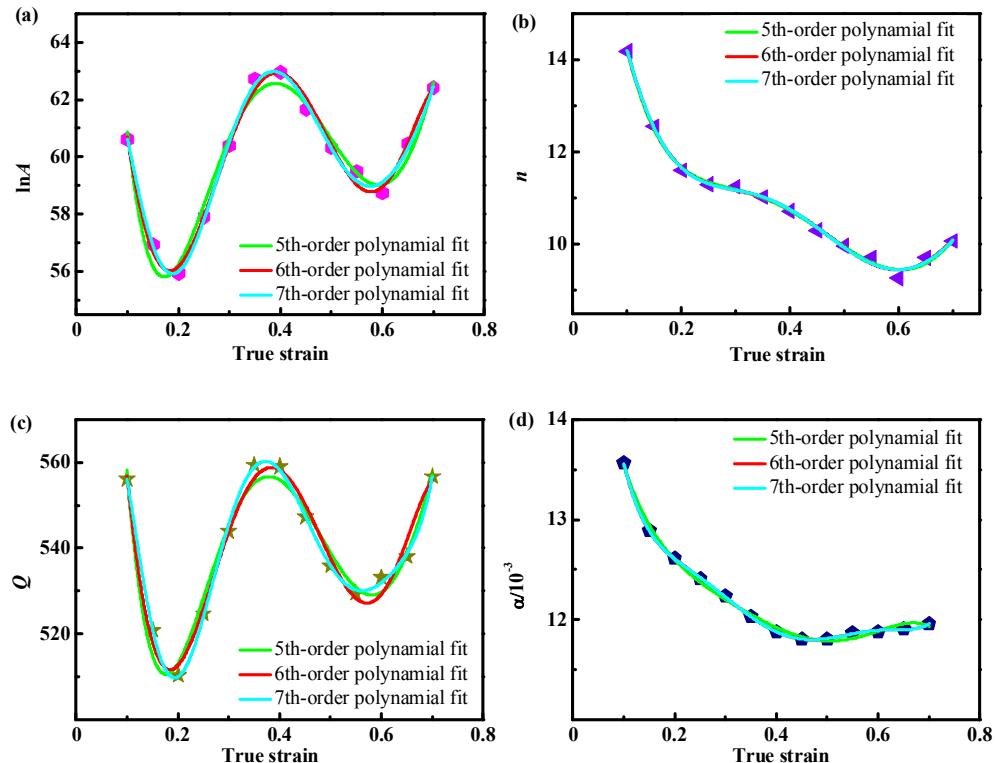 (a)
64
62
60
58
56
lnA
0
0.2
0.4
0.6
0.8
True strain
5th-order polynamial fit
6th-order polynamial fit
7th-order polynamial fit
(b)
14
12
10
n
0
0.2
0.4
0.6
True strain
5th-order polynamial fit
6th-order polynamial fit
7th-order polynamial fit
(c)
560
540
520
Q
0
0.2
0.4
0.6
0.8
True strain
5th-order polynamial fit
6th-order polynamial fit
7th-order polynamial fit
(d)
14
13
12
11
α/10⁻³
0.0
0.2
0.4
0.6
0.8
True strain
5th-order polynamial fit
6th-order polynamial fit
7th-order polynamial fit